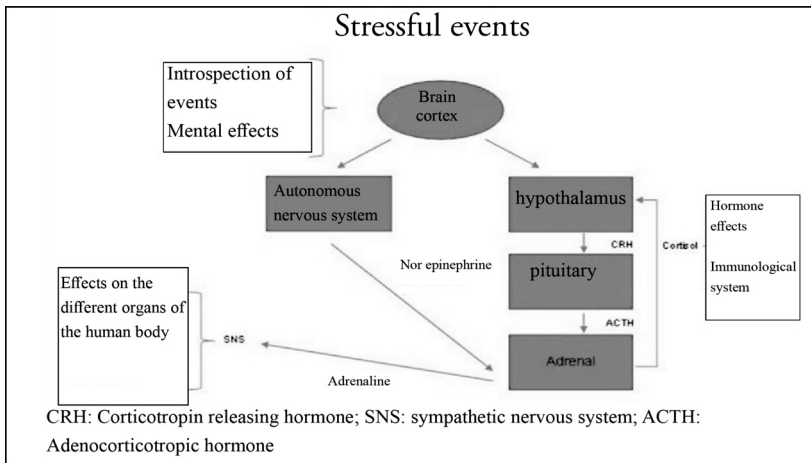 Stressful events
Introspection of
events
Mental effects
Brain
cortex
Autonomous
nervous system
hypothalamus
Hormone
effects
Immunological
system
CRH
Cortisol
Nor epinephrine
pituitary
Effects on the
different organs of
the human body
ACTH
SNS
Adrenal
Adrenaline
CRH: Corticotropin releasing hormone; SNS: sympathetic nervous system; ACTH:
Adenocorticotropic hormone